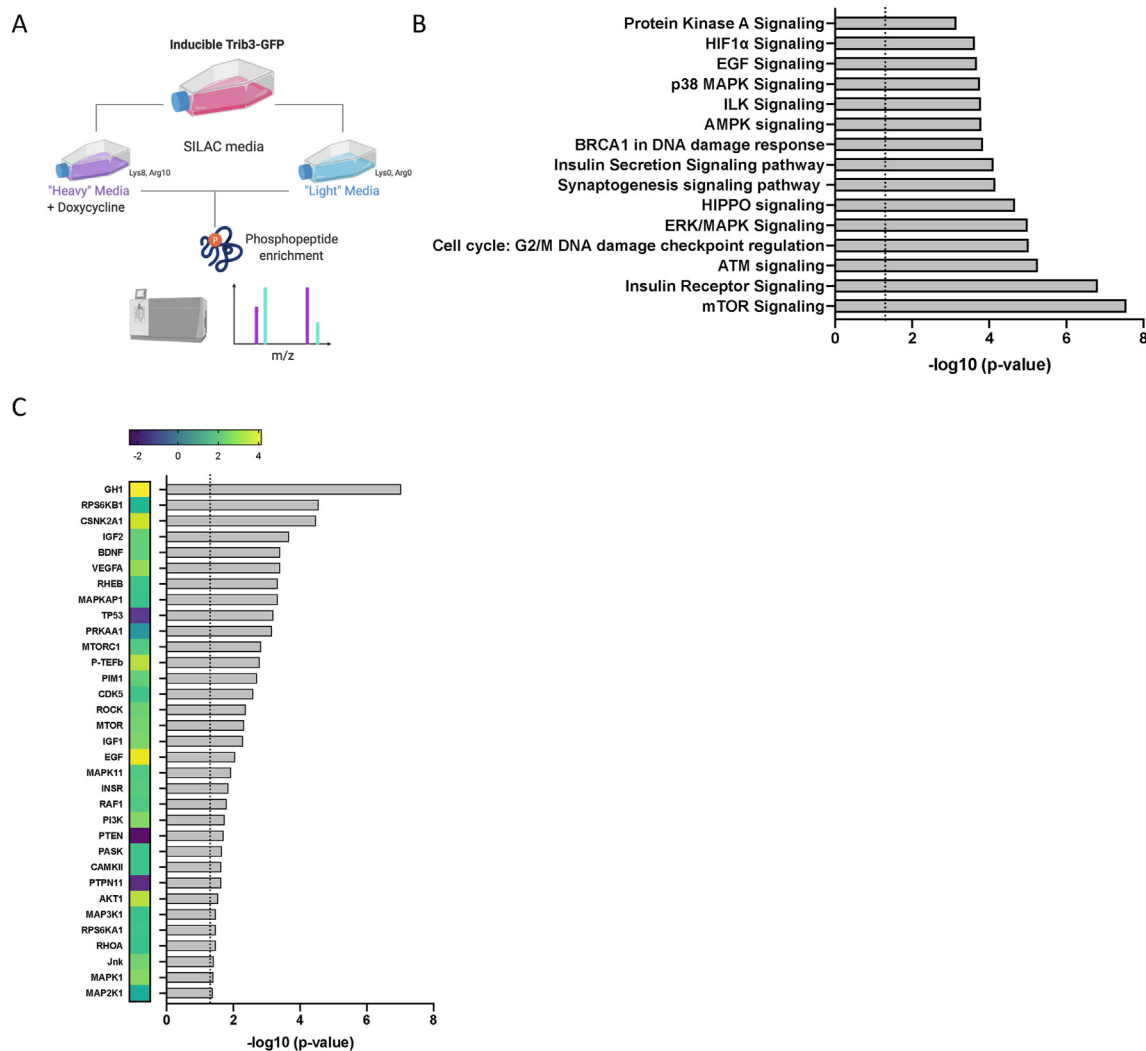 A
Inducible Trib3-GFP
SILAC media
Lys8, Arg10
Lys0, Arg0
"Heavy" Media
"Light" Media
+ Doxycycline
P
Phosphopeptide
enrichment
m/z
B
Protein Kinase A Signaling
HIF1α Signaling
EGF Signaling
p38 MAPK Signaling
ILK Signaling
AMPK signaling
BRCA1 in DNA damage response
Insulin Secretion Signaling pathway
Synaptogenesis signaling pathway
HIPPO signaling
ERK/MAPK Signaling
Cell cycle: G2/M DNA damage checkpoint regulation
ATM signaling
Insulin Receptor Signaling
mTOR Signaling
0 2 4 6 8
-log10 (p-value)
C
-2 0 2 4
GH1
RPS6KB1
CSNK2A1
IGF2
BDNF
VEGFA
RHEB
MAPKAP1
TP53
PRKAA1
MTORC1
P-TEFb
PIM1
CDK5
ROCK
MTOR
IGF1
EGF
MAPK11
INSR
RAF1
PI3K
PTEN
PASK
CAMKII
PTPN11
AKT1
MAP3K1
RPS6KA1
RHOA
Jnk
MAPK1
MAP2K1
0 2 4 6 8
-log10 (p-value)